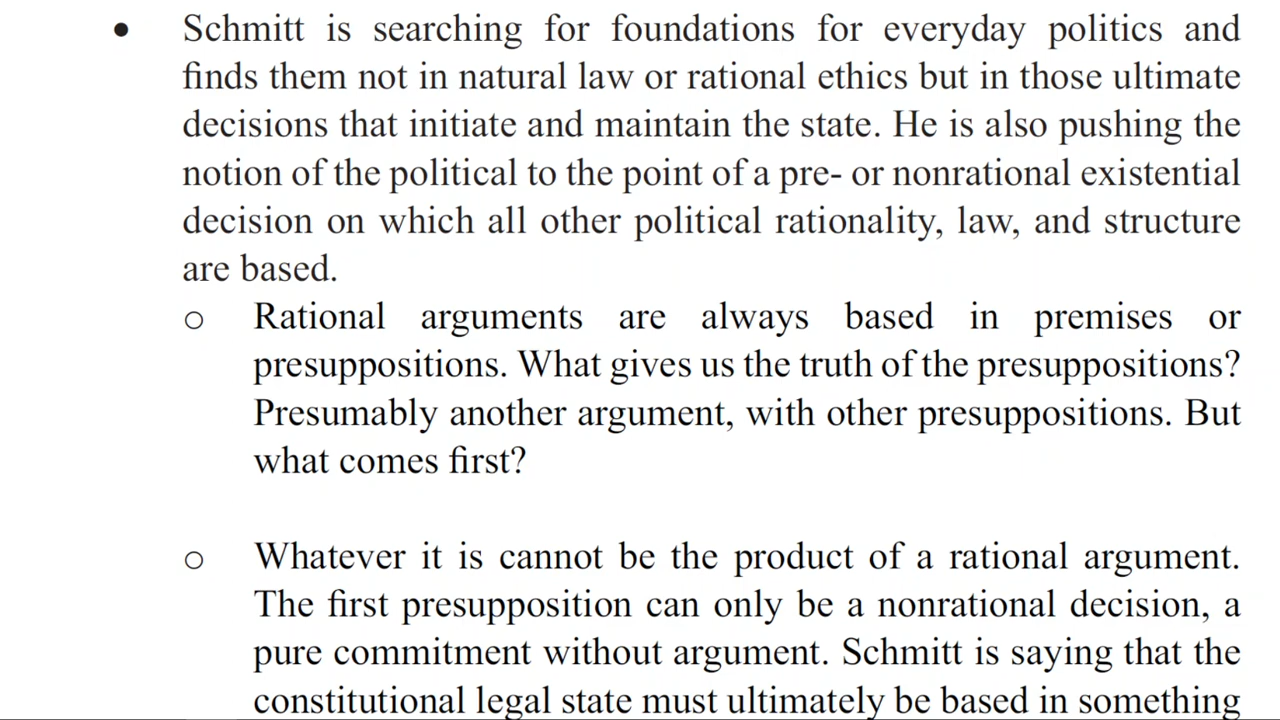 • Schmitt is searching for foundations for everyday politics and
finds them not in natural law or rational ethics but in those ultimate
decisions that initiate and maintain the state. He is also pushing the
notion of the political to the point of a pre- or nonrational existential
decision on which all other political rationality, law, and structure
are based.
○ Rational arguments are always based in premises or
presuppositions. What gives us the truth of the presuppositions?
Presumably another argument, with other presuppositions. But
what comes first?
○ Whatever it is cannot be the product of a rational argument.
The first presupposition can only be a nonrational decision, a
pure commitment without argument. Schmitt is saying that the
constitutional legal state must ultimately be based in something